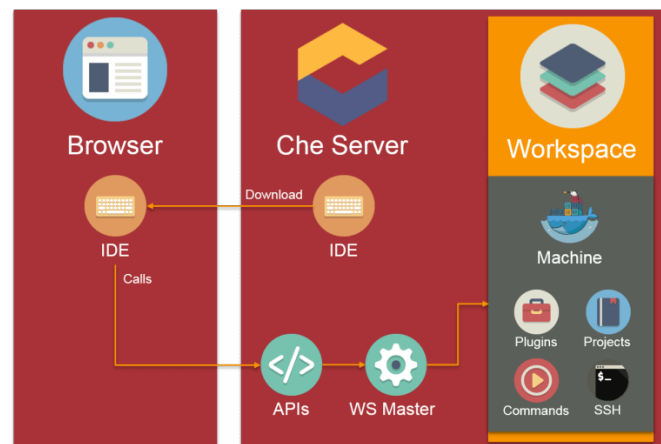 Browser
Che Server
Workspace
Download
IDE
IDE
Machine
Calls
Plugins
Projects
$_
APIs
WS Master
Commands
SSH